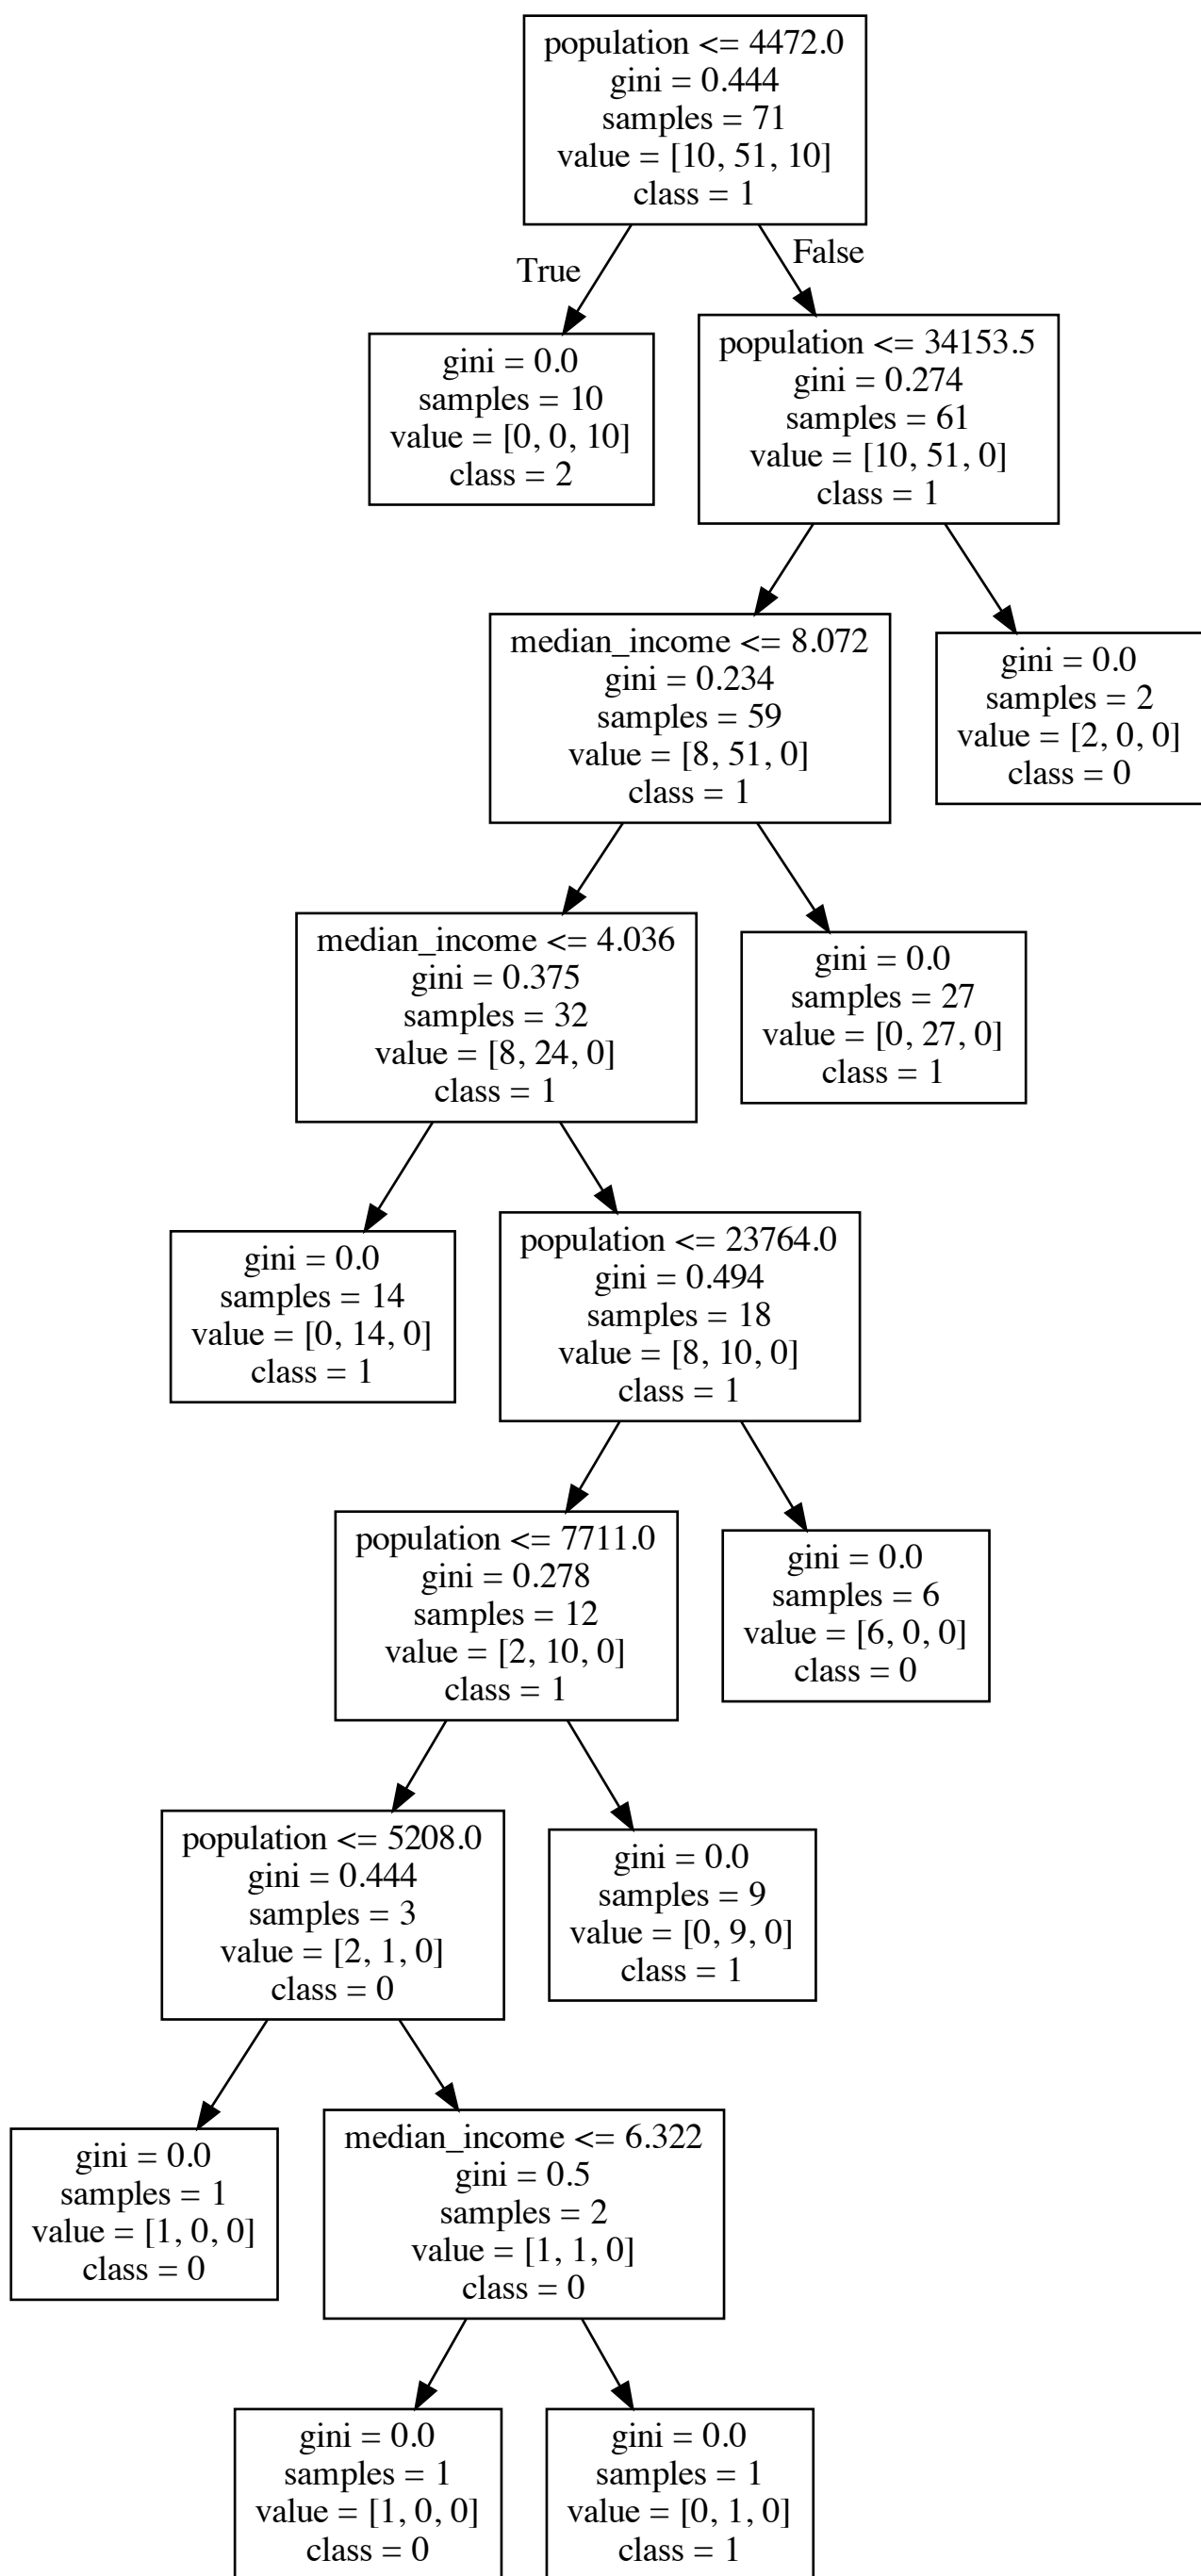 population <= 4472.0
gini = 0.444
samples = 71
value = [10, 51, 10]
class = 1
True
False
gini = 0.0
samples = 10
value = [0, 0, 10]
class = 2
population <= 34153.5
gini = 0.274
samples = 61
value = [10, 51, 0]
class = 1
median_income <= 8.072
gini = 0.234
samples = 59
value = [8, 51, 0]
class = 1
gini = 0.0
samples = 2
value = [2, 0, 0]
class = 0
median_income <= 4.036
gini = 0.375
samples = 32
value = [8, 24, 0]
class = 1
gini = 0.0
samples = 27
value = [0, 27, 0]
class = 1
gini = 0.0
samples = 14
value = [0, 14, 0]
class = 1
population <= 23764.0
gini = 0.494
samples = 18
value = [8, 10, 0]
class = 1
population <= 7711.0
gini = 0.278
samples = 12
value = [2, 10, 0]
class = 1
gini = 0.0
samples = 6
value = [6, 0, 0]
class = 0
population <= 5208.0
gini = 0.444
samples = 3
value = [2, 1, 0]
class = 0
gini = 0.0
samples = 9
value = [0, 9, 0]
class = 1
gini = 0.0
samples = 1
value = [1, 0, 0]
class = 0
median_income <= 6.322
gini = 0.5
samples = 2
value = [1, 1, 0]
class = 0
gini = 0.0
samples = 1
value = [1, 0, 0]
class = 0
gini = 0.0
samples = 1
value = [0, 1, 0]
class = 1